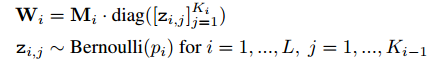 W_i = M_i · diag([z_{i,j}]_{j=1}^{K_i})
z_{i,j} ∼ Bernoulli(p_i) for i = 1, ..., L, j = 1, ..., K_{i−1}